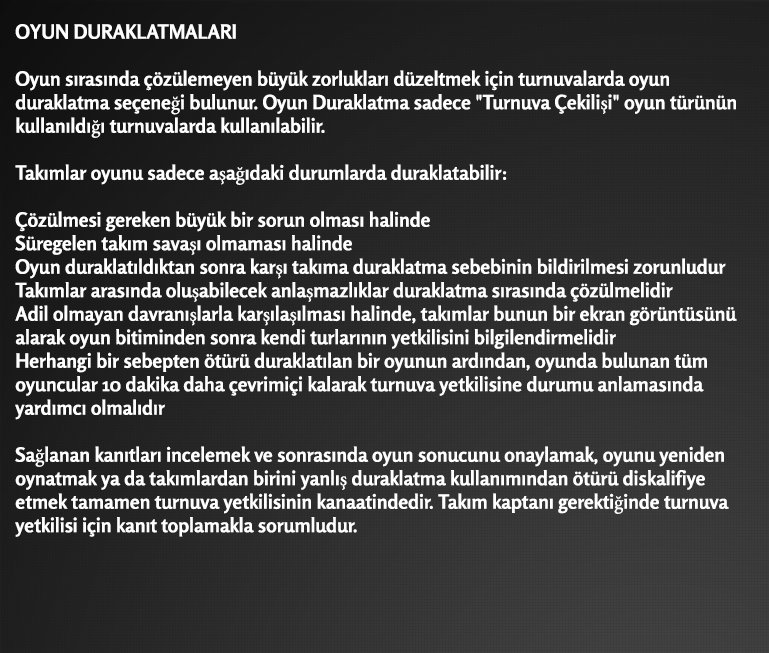 OYUN DURAKLATMALARI
Oyun sırasında çözülemeyen büyük zorlukları düzeltmek için turnuvalarda oyun
duraklatma seçeneği bulunur. Oyun Duraklatma sadece "Turnuva Çekilişi" oyun türünün
kullanıldığı turnuvalarda kullanılabilir.
Takımlar oyunu sadece aşağıdaki durumlarda duraklatabilir:
Çözülmesi gereken büyük bir sorun olması halinde
Süregelen takım savaşı olmaması halinde
Oyun duraklatıldıktan sonra karşı takıma duraklatma sebebinin bildirilmesi zorunludur
Takımlar arasında oluşabilecek anlaşmazlıklar duraklatma sırasında çözülmelidir
Adil olmayan davranışlarla karşılaşılması halinde, takımlar bunun bir ekran görüntüsünü
alarak oyun bitiminden sonra kendi turlarının yetkilisini bilgilendirmelidir
Herhangi bir sebepten ötürü duraklatılan bir oyunun ardından, oyunda bulunan tüm
oyuncular 10 dakika daha çevrimiçi kalarak turnuva yetkilisine durumu anlamasında
yardımcı olmalıdır
Sağlanan kanıtları incelemek ve sonrasında oyun sonucunu onaylamak, oyunu yeniden
oynatmak ya da takımlardan birini yanlış duraklatma kullanımından ötürü diskalifiye
etmek tamamen turnuva yetkilisinin kanaatindedir. Takım kaptanı gerektiğinde turnuva
yetkilisi için kanıt toplamakla sorumludur.